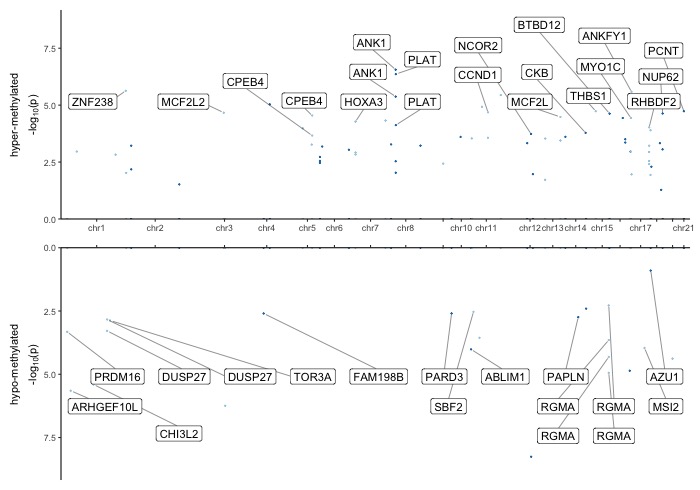 BTBD12
ANK1
NCOR2
ANKFY1
PCNT
PLAT
CPEB4
ANK1
CCND1
CKB
MYO1C
NUP62
ZNF238
MCF2L2
CPEB4
HOXA3
PLAT
MCF2L
THBS1
RHBDF2
hyper-methylated
-log10(p)
7.5
5.0
2.5
0.0
chr1
chr2
chr3
chr4
chr5
chr6
chr7
chr8
chr10
chr11
chr12
chr13
chr14
chr15
chr17
chr21
hypo-methylated
-log10(p)
0.0
2.5
5.0
7.5
PRDM16
DUSP27
DUSP27
TOR3A
FAM198B
PARD3
ABLIM1
PAPLN
AZU1
ARHGEF10L
SBF2
RGMA
RGMA
MSI2
CHI3L2
RGMA
RGMA